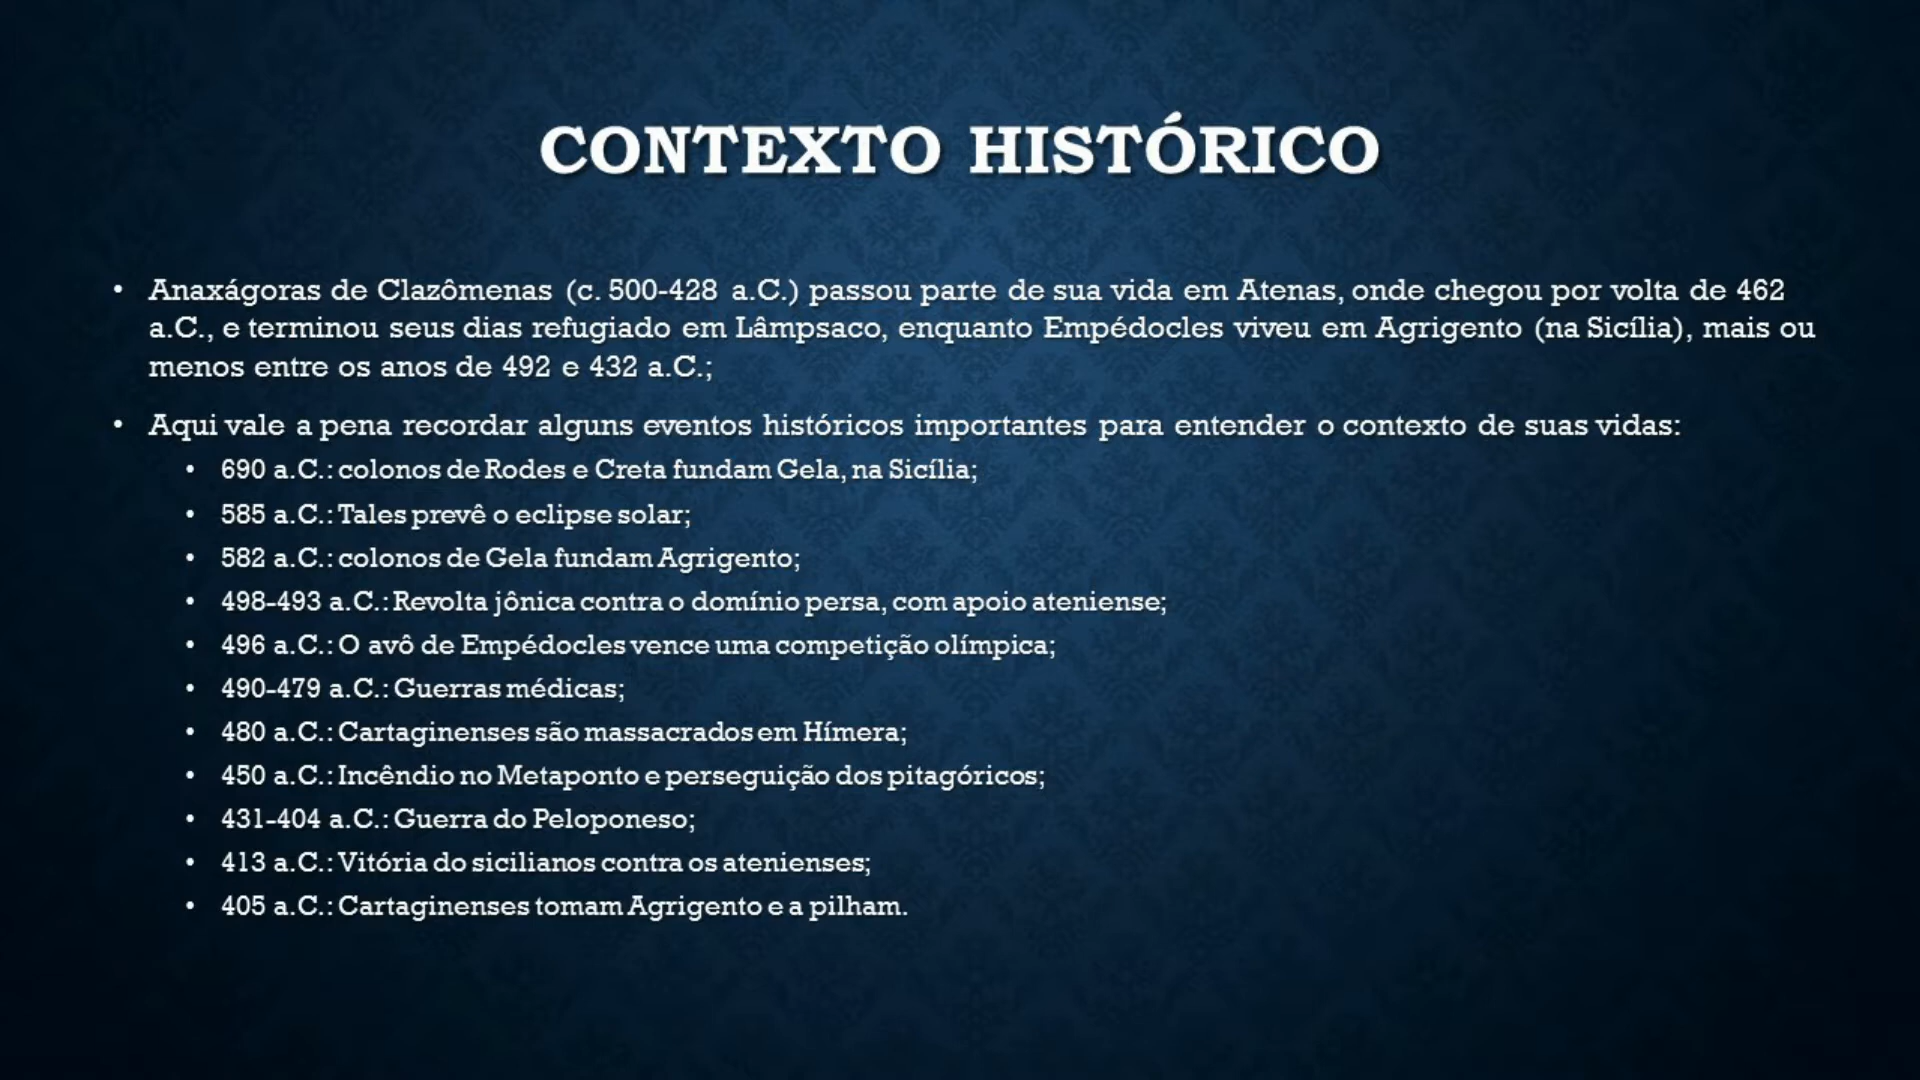 CONTEXTO HISTÓRICO
• Anaxágoras de Clazômenas (c. 500-428 a.C.) passou parte de sua vida em Atenas, onde chegou por volta de 462
a.C., e terminou seus dias refugiado em Lâmpsaco, enquanto Empédocles viveu em Agrigento (na Sicília), mais ou
menos entre os anos de 492 e 432 a.C.;
• Aqui vale a pena recordar alguns eventos históricos importantes para entender o contexto de suas vidas:
• 690 a.C.: colonos de Rodes e Creta fundam Gela, na Sicília;
• 585 a.C.: Tales prevê o eclipse solar;
• 582 a.C.: colonos de Gela fundam Agrigento;
• 498-493 a.C.: Revolta jônica contra o domínio persa, com apoio ateniense;
• 496 a.C.: O avô de Empédocles vence uma competição olímpica;
• 490-479 a.C.: Guerras médicas;
• 480 a.C.: Cartaginenses são massacrados em Hímera;
• 450 a.C.: Incêndio no Metaponto e perseguição dos pitagóricos;
• 431-404 a.C.: Guerra do Peloponeso;
• 413 a.C.: Vitória do sicilianos contra os atenienses;
• 405 a.C.: Cartaginenses tomam Agrigento e a pilham.